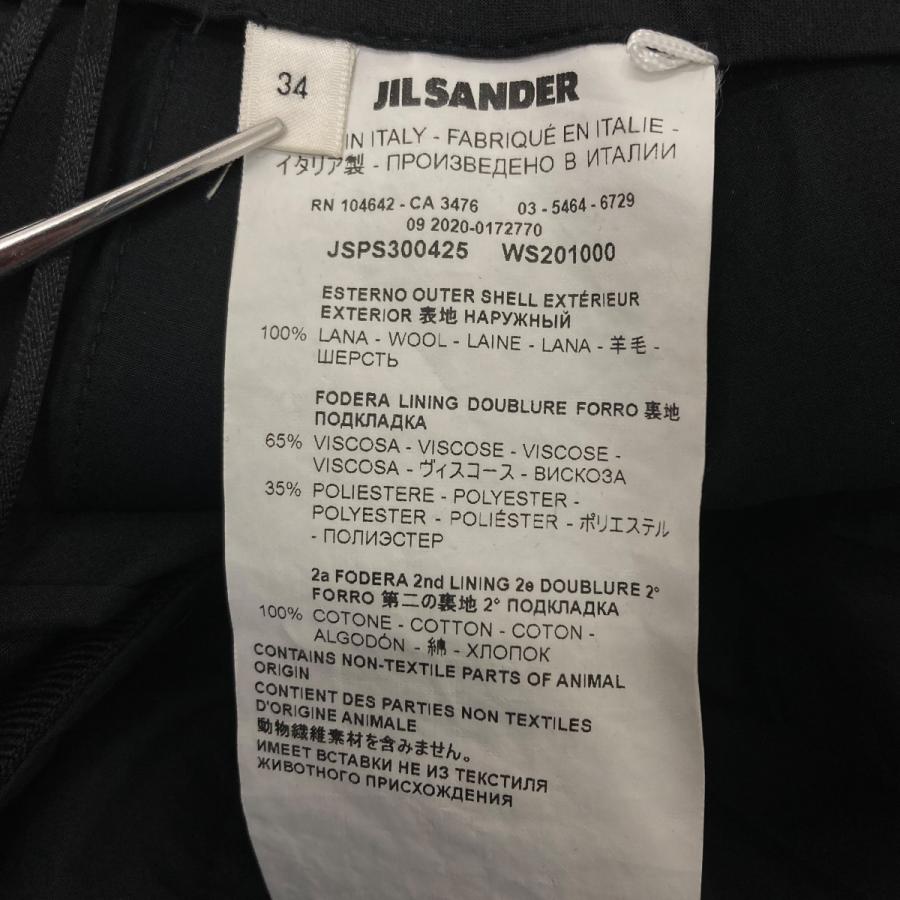 34
JIL SANDER
IN ITALY - FABRIQUÉ EN ITALIE -
イタリア製 - ПРОИЗВЕДЕНО В ИТАЛИИ
RN 104642 - CA 3476 03 - 5464 - 6729
09 2020-0172770
JSPS300425 WS201000
ESTERNO OUTER SHELL EXTÉRIEUR
EXTERIOR 表地 НАРУЖНЫЙ
100% LANA - WOOL - LAINE - LANA - 羊毛 -
ШЕРСТЬ
FODERA LINING DOUBLURE FORRO 裏地
ПОДКЛАДКА
65% VISCOSA - VISCOSE - VISCOSE -
VISCOSA - ヴィスコース - ВИСКОЗА
35% POLIESTERE - POLYESTER -
POLYESTER - POLIÉSTER - ポリエステル
- ПОЛИЭСТЕР
2a FODERA 2nd LINING 2e DOUBLURE 2°
FORRO 第二の裏地 2° ПОДКЛАДКА
100% COTONE - COTTON - COTON -
ALGODÓN - 綿 - ХЛОПОК
CONTAINS NON-TEXTILE PARTS OF ANIMAL
ORIGIN
CONTIENT DES PARTIES NON TEXTILES
D'ORIGINE ANIMALE
動物繊維素材を含みません。
ИМЕЕТ ВСТАВКИ НЕ ИЗ ТЕКСТИЛЯ
ЖИВОТНОГО ПРИСХОЖДЕНИЯ